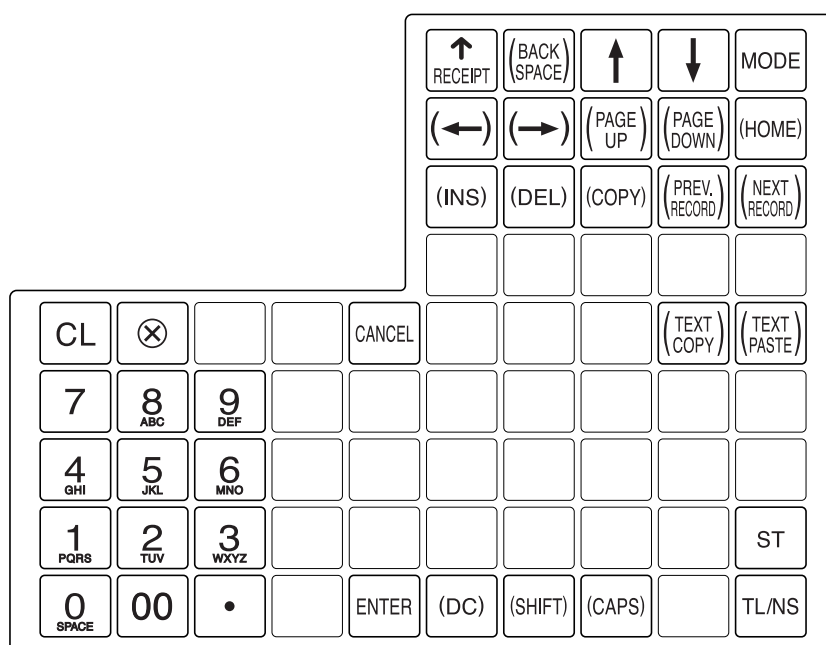 ↑
RECEIPT
(BACK
SPACE)
↑
↓
MODE
(←)
(→)
(PAGE
UP)
(PAGE
DOWN)
(HOME)
(INS)
(DEL)
(COPY)
(PREV.
RECORD)
(NEXT
RECORD)
CL
⊗
CANCEL
(TEXT
COPY)
(TEXT
PASTE)
7
8
ABC
9
DEF
4
GHI
5
JKL
6
MNO
1
PQRS
2
TUV
3
WXYZ
ST
0
SPACE
00
•
ENTER
(DC)
(SHIFT)
(CAPS)
TL/NS